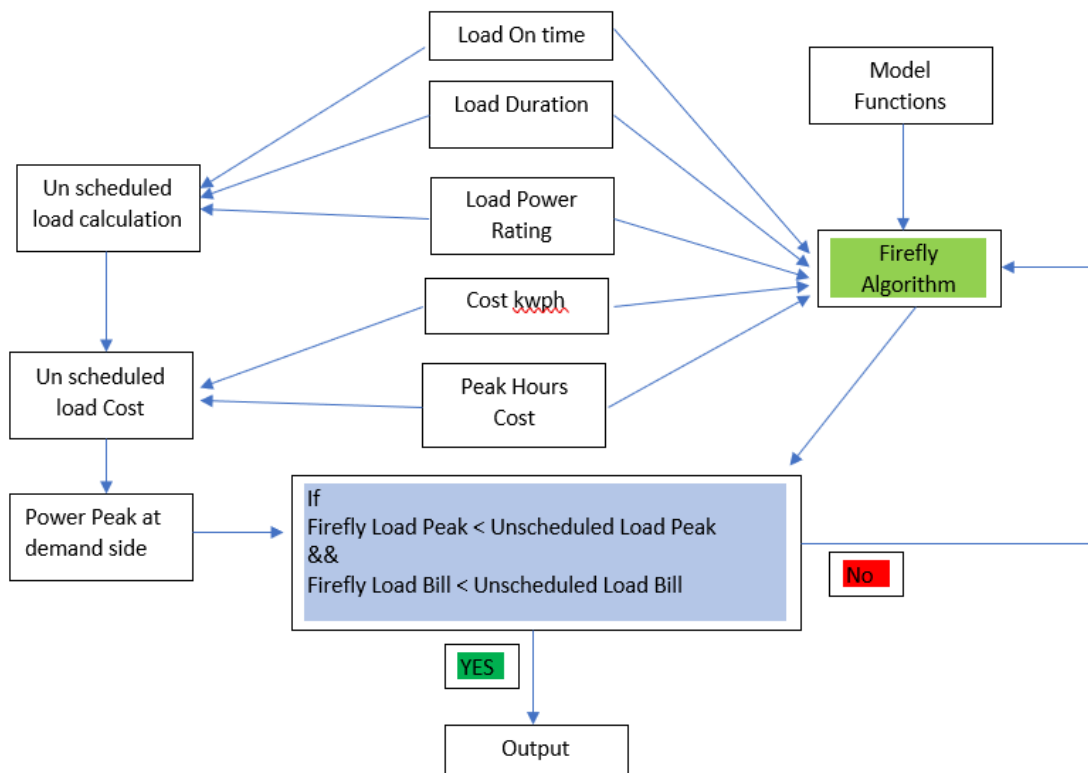 Load On time
Model
Functions
Load Duration
Un scheduled
load calculation
Load Power
Rating
Firefly
Algorithm
Cost kwph
Un scheduled
load Cost
Peak Hours
Cost
Power Peak at
demand side
If
Firefly Load Peak < Unscheduled Load Peak
&&
Firefly Load Bill < Unscheduled Load Bill
No
YES
Output